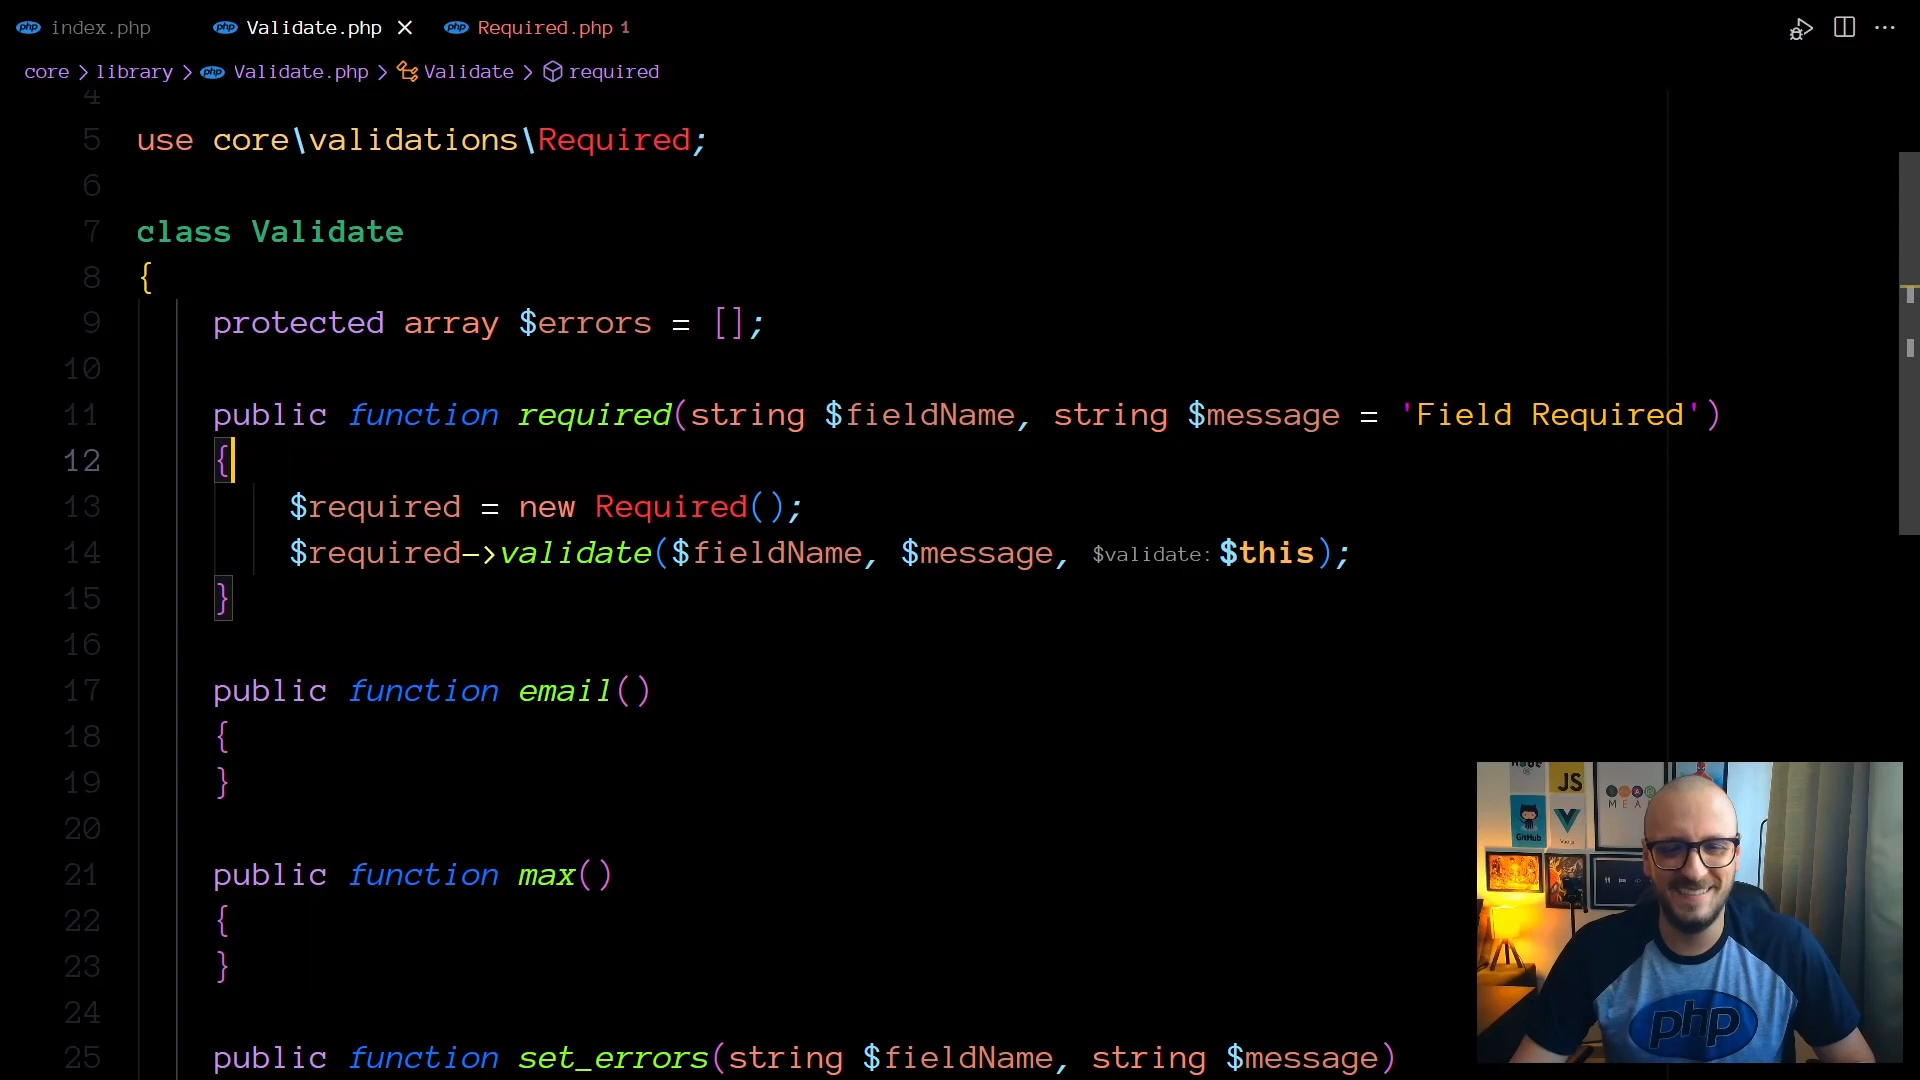 index.php
Validate.php
Required.php 1
core > library > Validate.php > Validate > required
4
5 use core\validations\Required;
6
7 class Validate
8 {
9 protected array $errors = [];
10
11 public function required(string $fieldName, string $message = 'Field Required')
12 {
13 $required = new Required();
14 $required->validate($fieldName, $message, $validate: $this);
15 }
16
17 public function email()
18 {
19 }
20
21 public function max()
22 {
23 }
24
25 public function set_errors(string $fieldName, string $message)
JS
GitHub
php